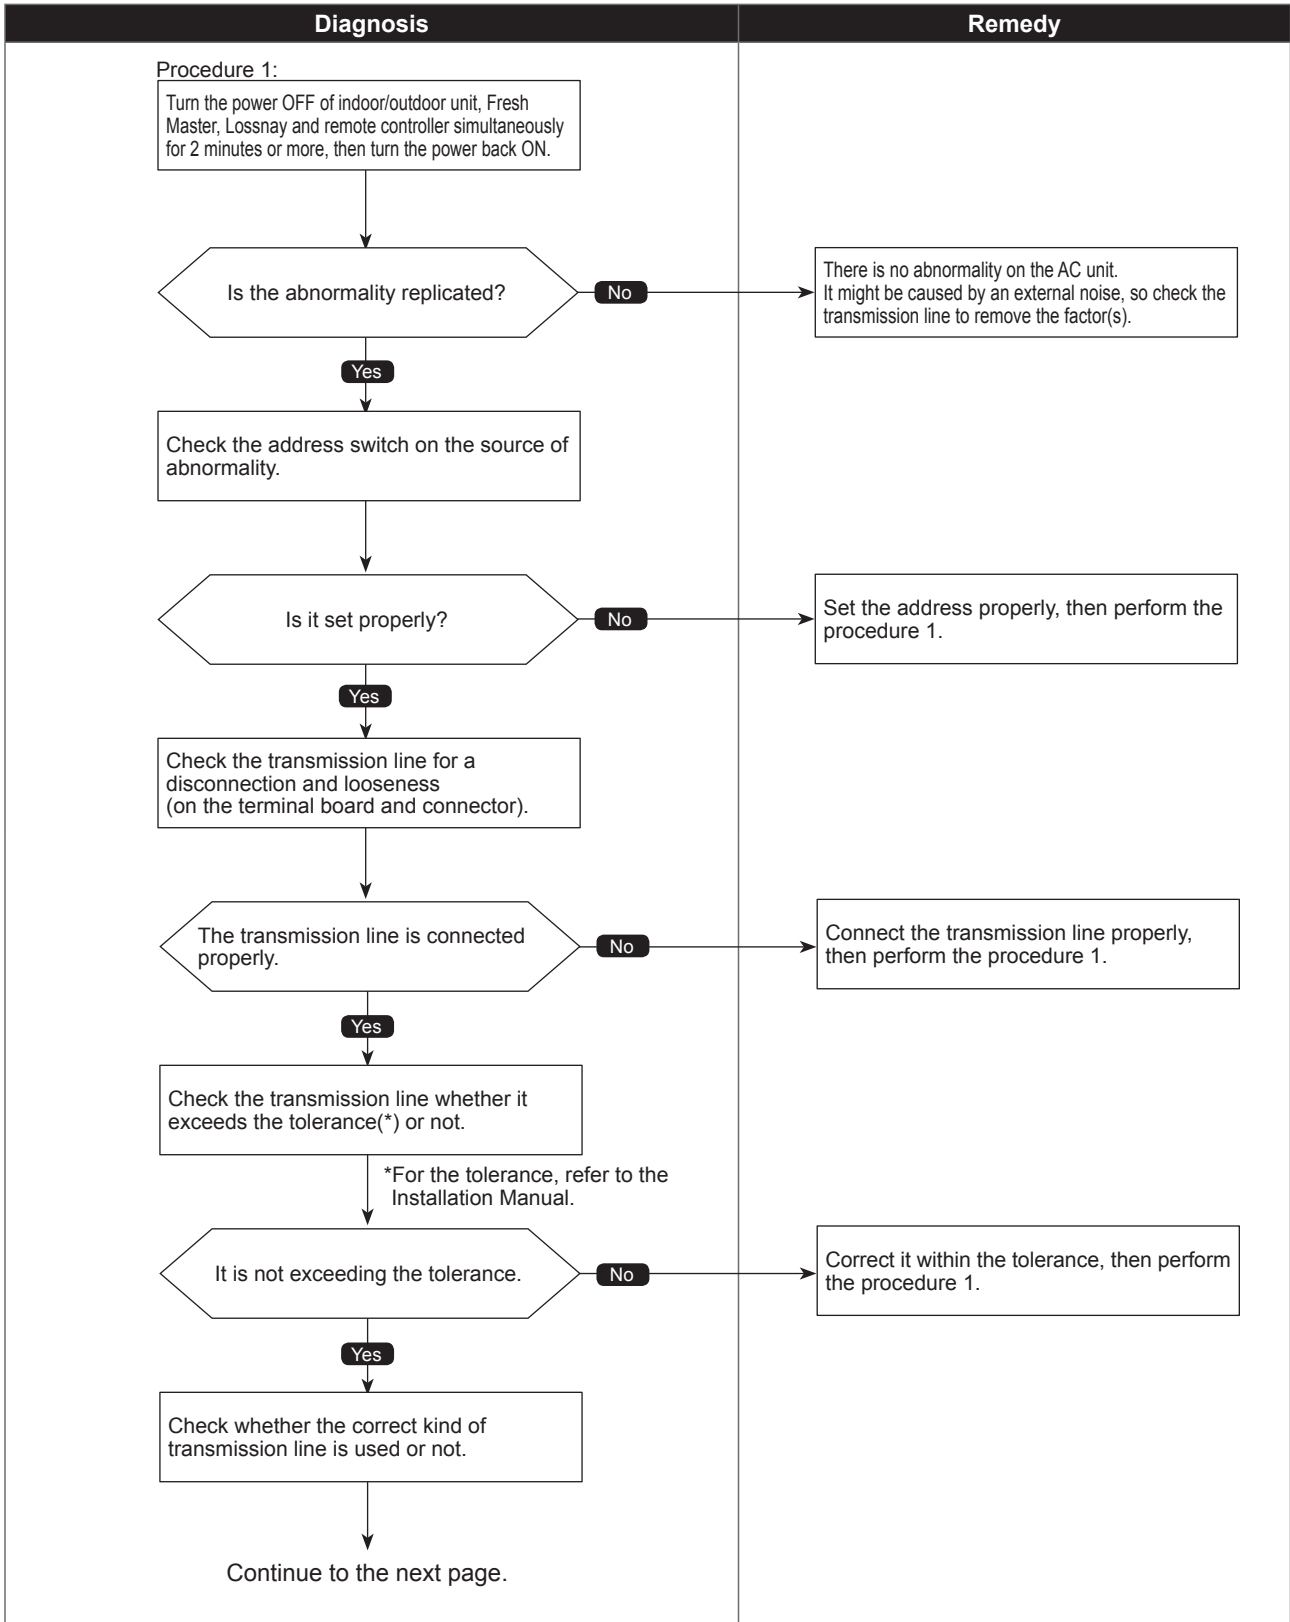 Diagnosis
Remedy
Procedure 1:
Turn the power OFF of indoor/outdoor unit, Fresh
Master, Lossnay and remote controller simultaneously
for 2 minutes or more, then turn the power back ON.
Is the abnormality replicated?
No
There is no abnormality on the AC unit.
It might be caused by an external noise, so check the
transmission line to remove the factor(s).
Yes
Check the address switch on the source of
abnormality.
Is it set properly?
No
Set the address properly, then perform the
procedure 1.
Yes
Check the transmission line for a
disconnection and looseness
(on the terminal board and connector).
The transmission line is connected
properly.
No
Connect the transmission line properly,
then perform the procedure 1.
Yes
Check the transmission line whether it
exceeds the tolerance(*) or not.
*For the tolerance, refer to the
Installation Manual.
It is not exceeding the tolerance.
No
Correct it within the tolerance, then perform
the procedure 1.
Yes
Check whether the correct kind of
transmission line is used or not.
Continue to the next page.